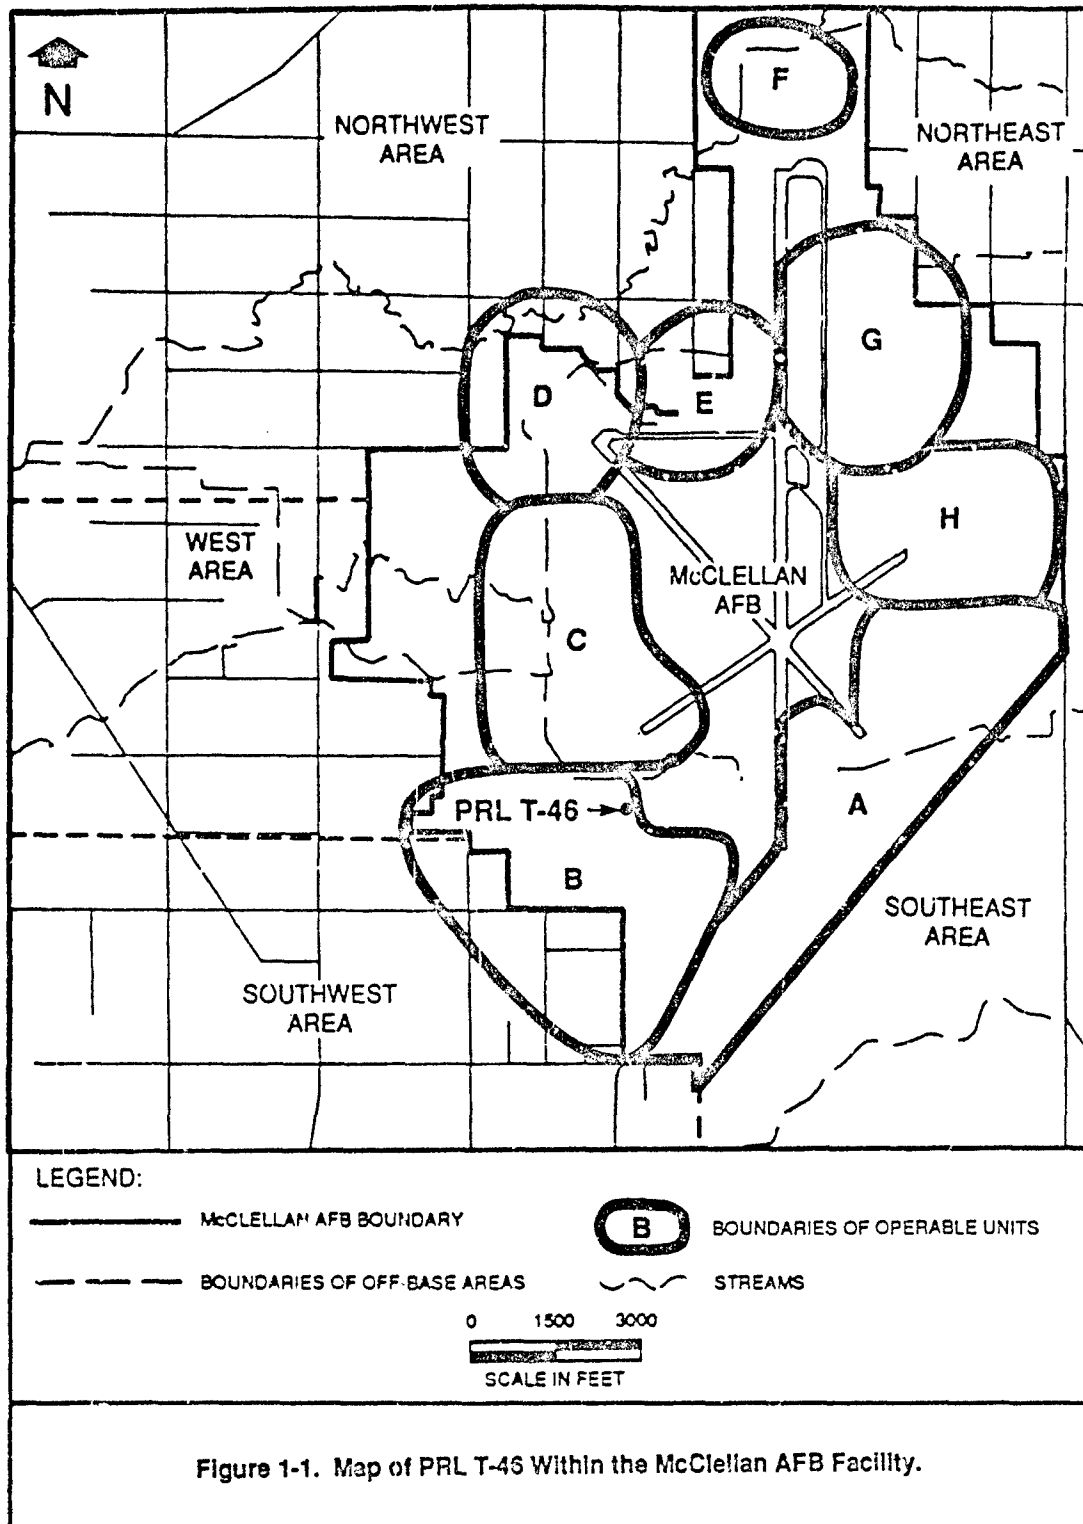 N
F
NORTHWEST
AREA
NORTHEAST
AREA
G
D
E
H
WEST
AREA
McCLELLAN
AFB
C
A
PRL T-46
B
SOUTHEAST
AREA
SOUTHWEST
AREA
LEGEND:
McCLELLAN AFB BOUNDARY
B
BOUNDARIES OF OPERABLE UNITS
BOUNDARIES OF OFF-BASE AREAS
STREAMS
0 1500 3000
SCALE IN FEET
Figure 1-1. Map of PRL T-46 Within the McClellan AFB Facility.